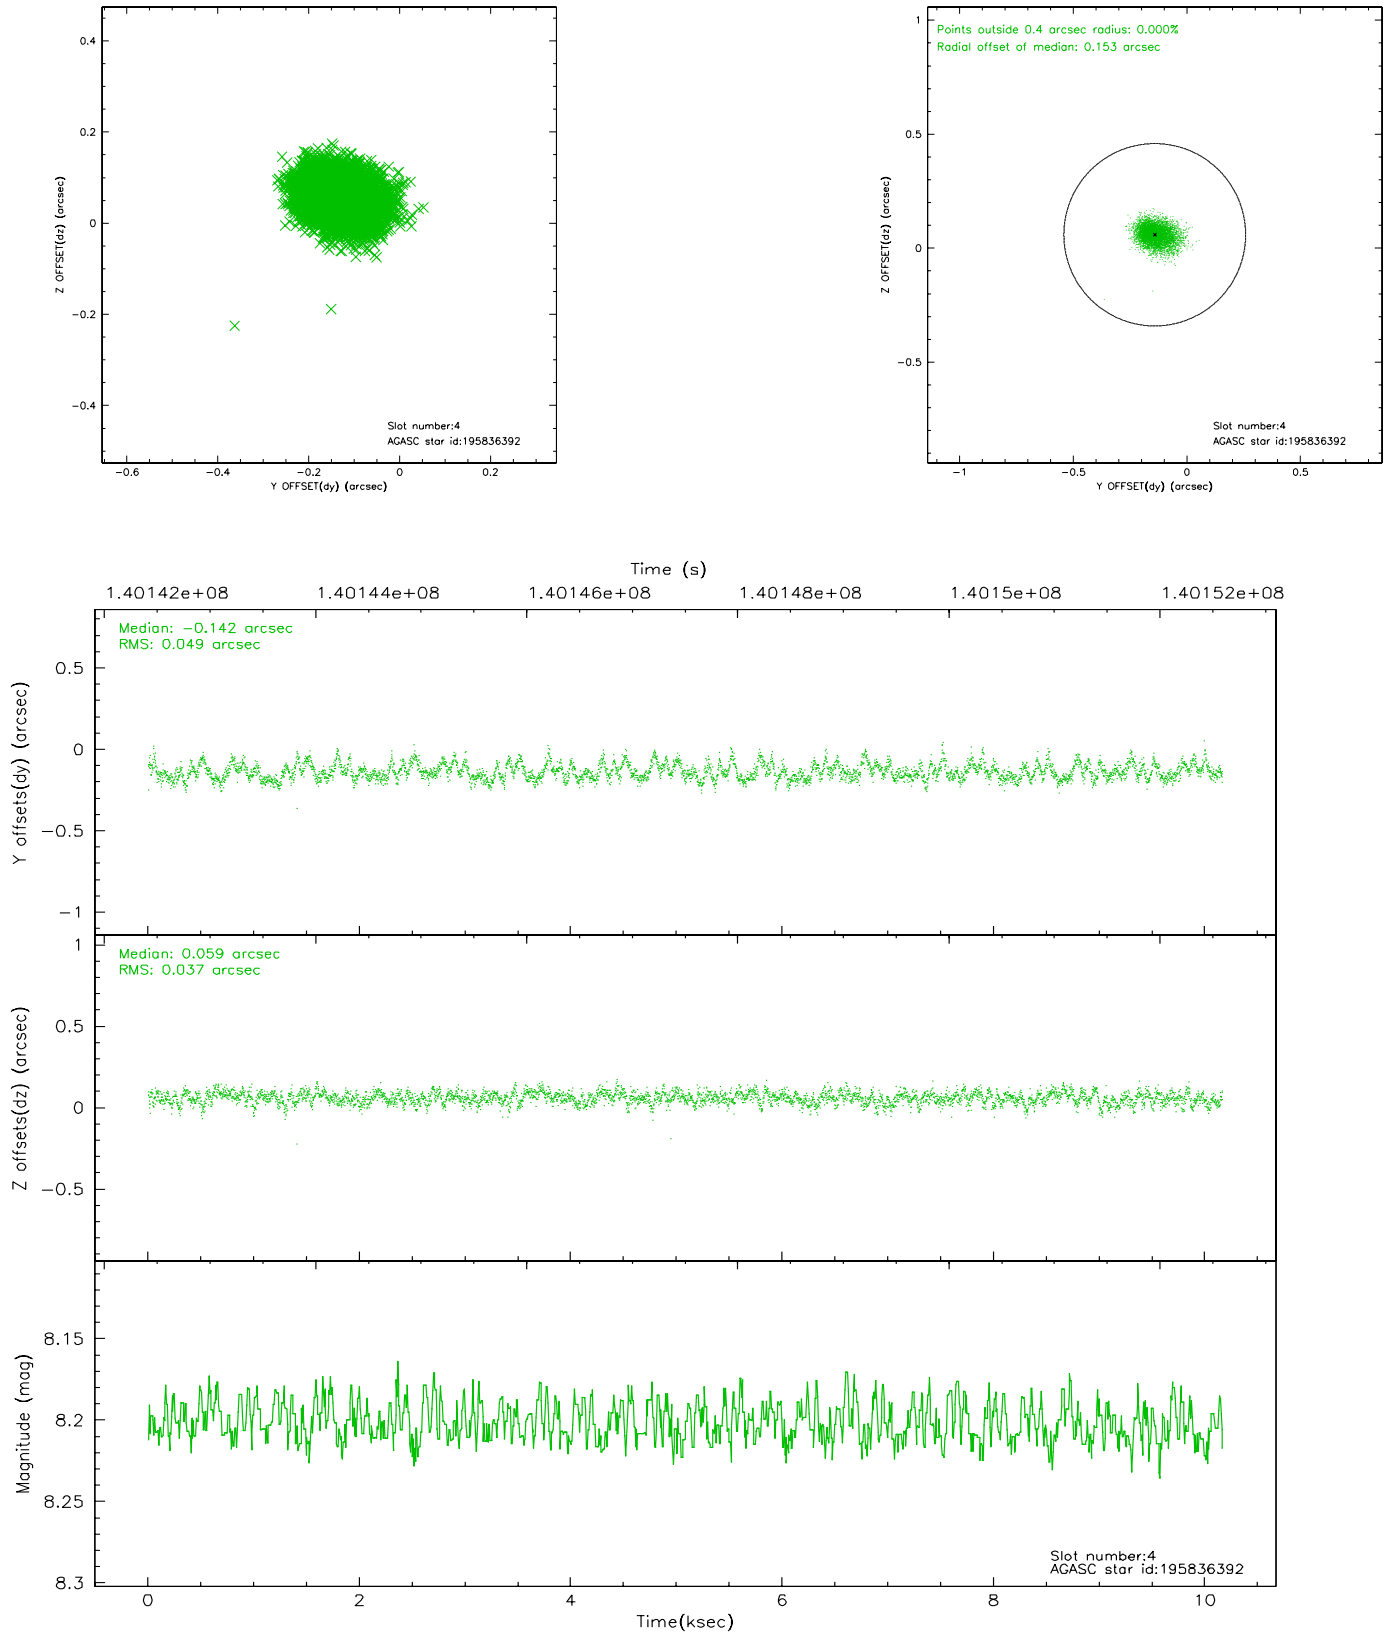 0.4
0.2
0
−0.2
−0.4
Z OFFSET(dz) (arcsec)
Slot number:4
AGASC star id:195836392
−0.6 −0.4 −0.2 0 0.2
Y OFFSET(dy) (arcsec)
Points outside 0.4 arcsec radius: 0.000%
Radial offset of median: 0.153 arcsec
1
0.5
0
−0.5
Z OFFSET(dz) (arcsec)
Slot number:4
AGASC star id:195836392
−1 −0.5 0 0.5
Y OFFSET(dy) (arcsec)
Time (s)
1.40142e+08 1.40144e+08 1.40146e+08 1.40148e+08 1.4015e+08 1.40152e+08
Median: −0.142 arcsec
RMS: 0.049 arcsec
0.5
0
−0.5
−1
Y offsets(dy) (arcsec)
Median: 0.059 arcsec
RMS: 0.037 arcsec
1
0.5
0
−0.5
Z offsets(dz) (arcsec)
8.15
8.2
8.25
8.3
Magnitude (mag)
Slot number:4
AGASC star id:195836392
0 2 4 6 8 10
Time(ksec)